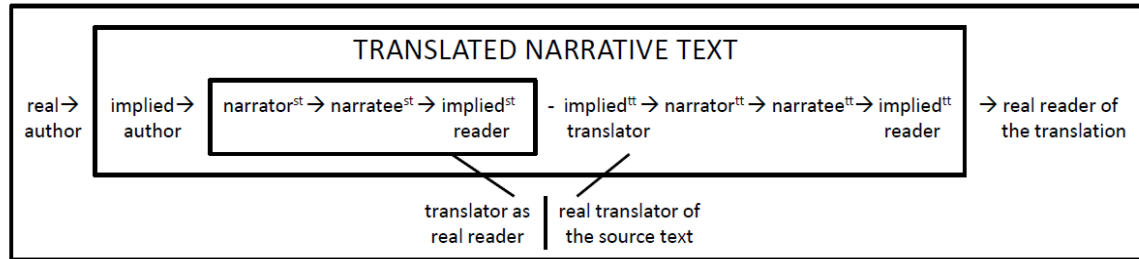 TRANSLATED NARRATIVE TEXT
real→ implied→ narratorˢᵗ → narrateeˢᵗ → impliedˢᵗ - impliedᵗᵗ → narratorᵗᵗ → narrateeᵗᵗ → impliedᵗᵗ → real reader of
author author reader translator reader the translation
translator as real translator of
real reader the source text